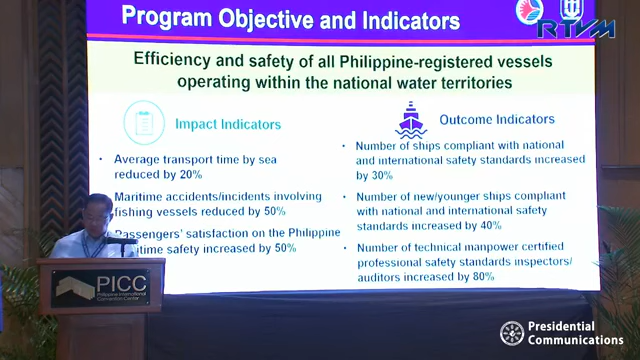 Program Objective and Indicators
RTVM
Efficiency and safety of all Philippine-registered vessels
operating within the national water territories
Impact Indicators
• Average transport time by sea
reduced by 20%
Maritime accidents/incidents involving
fishing vessels reduced by 50%
Passengers' satisfaction on the Philippine
time safety increased by 50%
Outcome Indicators
• Number of ships compliant with national
and international safety standards increased
by 30%
• Number of new/younger ships compliant
with national and international safety
standards increased by 40%
• Number of technical manpower certified
professional safety standards inspectors/
auditors increased by 80%
PICC
Philippine International
Convention Center
Presidential
Communications